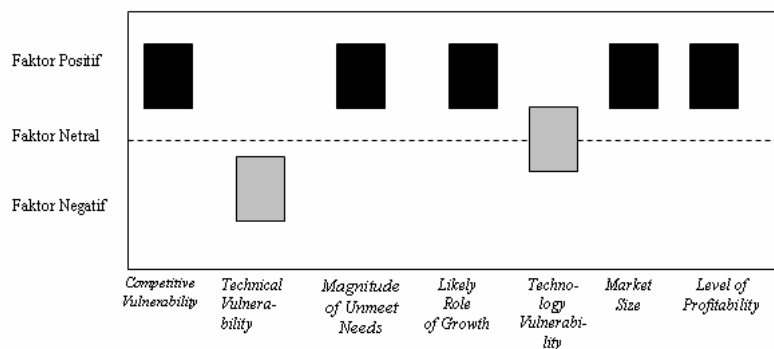 Faktor Positif
Faktor Netral
Faktor Negatif
Competitive
Vulnerability
Technical
Vulnera-
bility
Magnitude
of Unmeet
Needs
Likely
Role
of Growth
Techno-
logy
Vulnerabi-
lity
Market
Size
Level of
Profitability